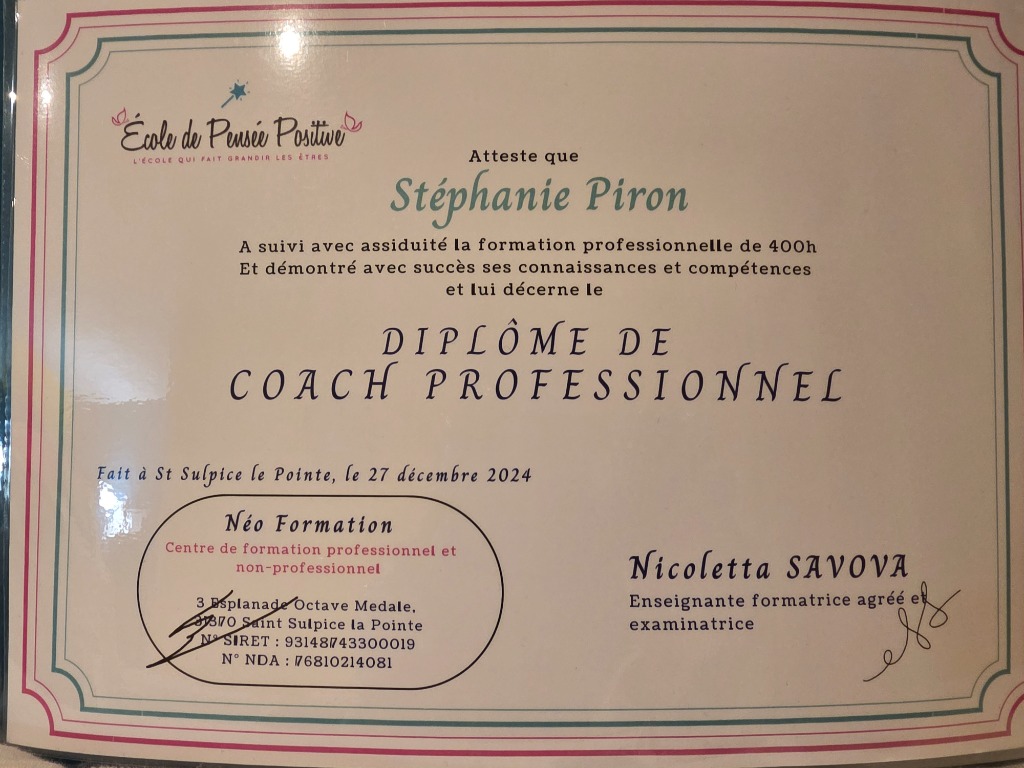 École de Pensée Positive
L'ÉCOLE QUI FAIT GRANDIR LES ÊTRES
Atteste que
Stéphanie Piron
A suivi avec assiduité la formation professionnelle de 400h
Et démontré avec succès ses connaissances et compétences
et lui décerne le
DIPLÔME DE
COACH PROFESSIONNEL
Fait à St Sulpice le Pointe, le 27 décembre 2024
Néo Formation
Centre de formation professionnel et
non-professionnel
3 Esplanade Octave Medale,
Saint Sulpice la Pointe
N° SIRET : 93148743300019
N° NDA : 76810214081
Nicoletta SAVOVA
Enseignante formatrice agréé et
examinatrice